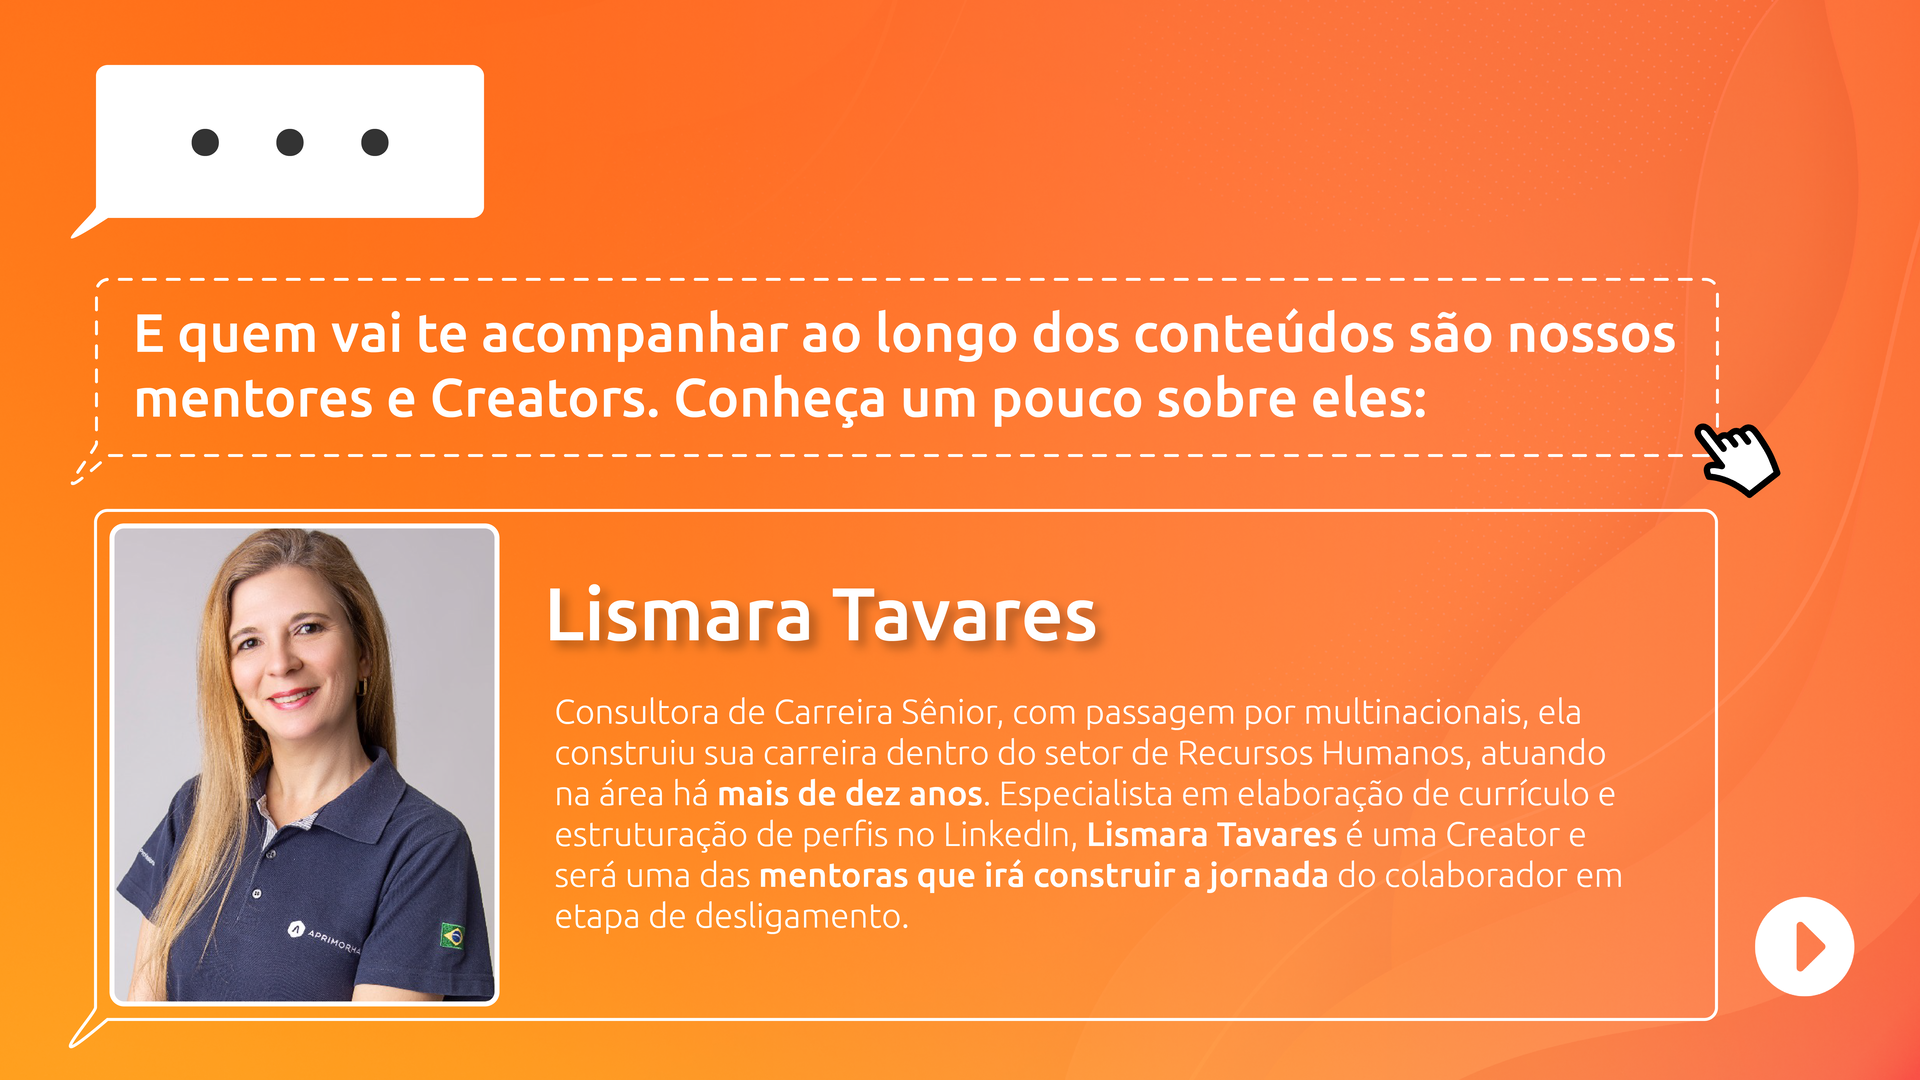 E quem vai te acompanhar ao longo dos conteúdos são nossos
mentores e Creators. Conheça um pouco sobre eles:
Lismara Tavares
Consultora de Carreira Sênior, com passagem por multinacionais, ela
construiu sua carreira dentro do setor de Recursos Humanos, atuando
na área há mais de dez anos. Especialista em elaboração de currículo e
estruturação de perfis no LinkedIn, Lismara Tavares é uma Creator e
será uma das mentoras que irá construir a jornada do colaborador em
etapa de desligamento.
APRIMORHA